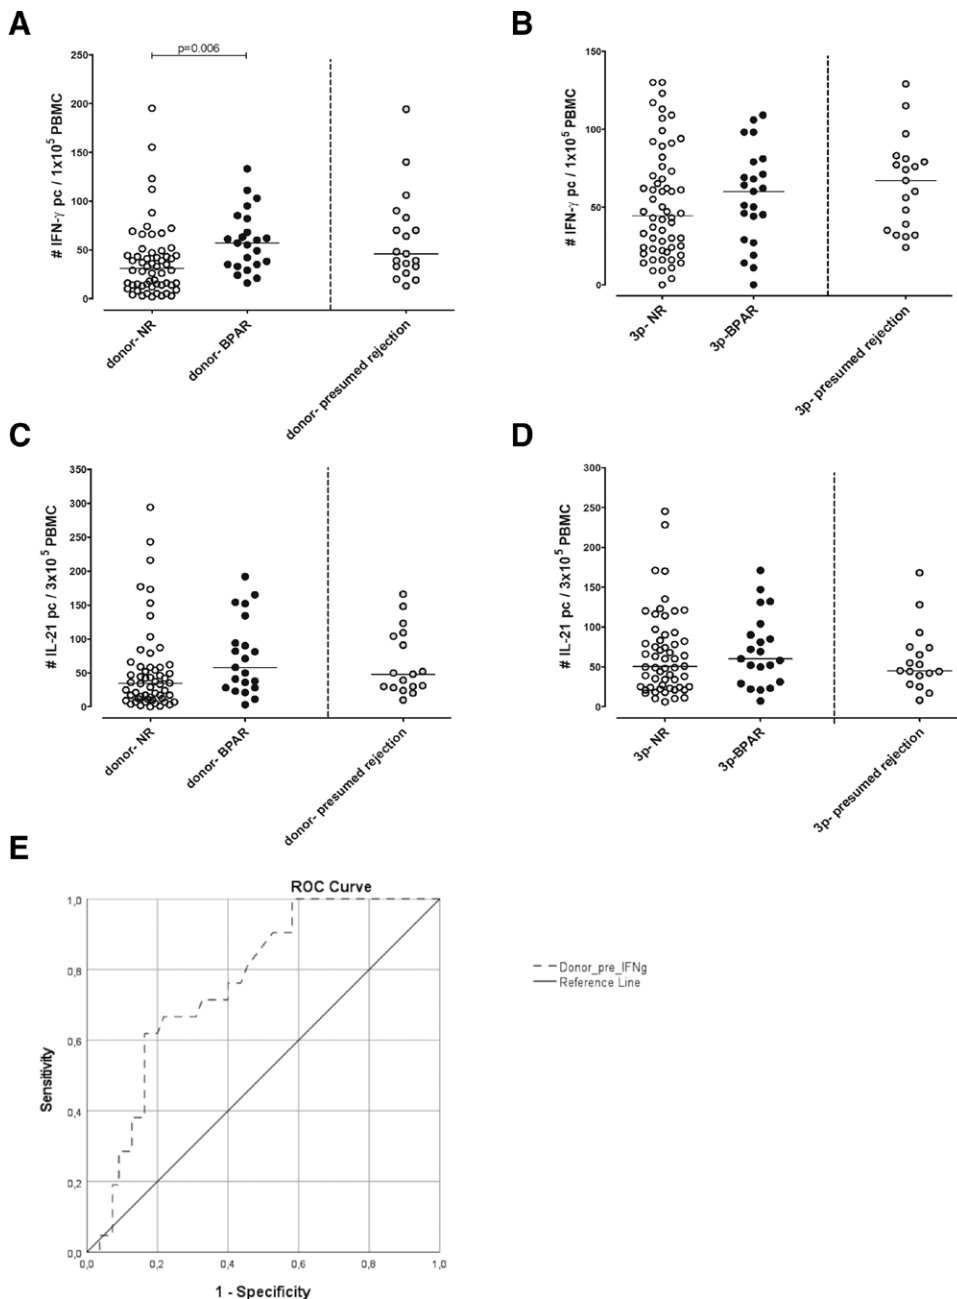 A
p=0.006
# IFN-γ pc / 1x10⁵ PBMC
250
200
150
100
50
0
donor- NR
donor- BPAR
donor- presumed rejection
B
# IFN-γ pc / 1x10⁵ PBMC
150
100
50
0
3p- NR
3p-BPAR
3p- presumed rejection
C
# IL-21 pc / 3x10⁵ PBMC
350
300
250
200
150
100
50
0
donor- NR
donor- BPAR
donor- presumed rejection
D
# IL-21 pc / 3x10⁵ PBMC
300
250
200
150
100
50
0
3p- NR
3p-BPAR
3p- presumed rejection
E
ROC Curve
Sensitivity
1,0
0,8
0,6
0,4
0,2
0,0
0,0 0,2 0,4 0,6 0,8 1,0
1 - Specificity
Donor_pre_IFNg
Reference Line